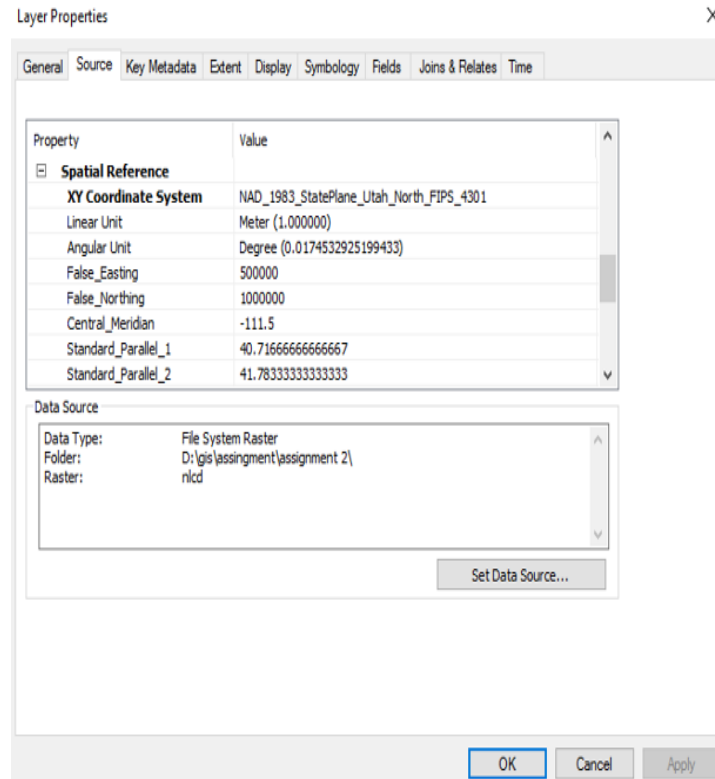 Layer Properties
General Source Key Metadata Extent Display Symbology Fields Joins & Relates Time
Property Value
Spatial Reference
XY Coordinate System NAD_1983_StatePlane_Utah_North_FIPS_4301
Linear Unit Meter (1.000000)
Angular Unit Degree (0.0174532925199433)
False_Easting 500000
False_Northing 1000000
Central_Meridian -111.5
Standard_Parallel_1 40.71666666666667
Standard_Parallel_2 41.78333333333333
Data Source
Data Type: File System Raster
Folder: D:\gis\assingment\assignment 2\
Raster: nlcd
Set Data Source...
OK Cancel Apply